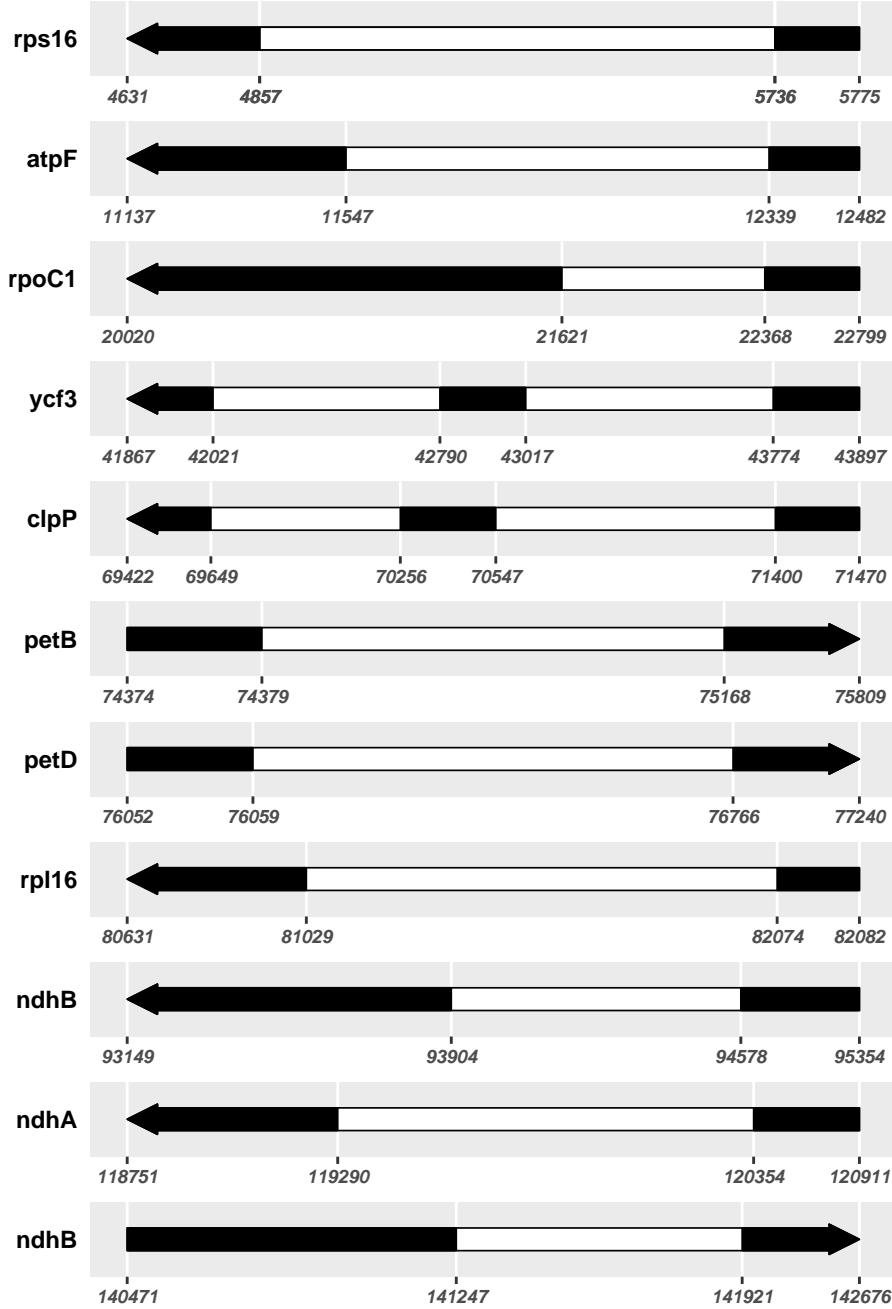 rps16
4631 4857 5736 5775
atpF
11137 11547 12339 12482
rpoC1
20020 21621 22368 22799
ycf3
41867 42021 42790 43017 43774 43897
clpP
69422 69649 70256 70547 71400 71470
petB
74374 74379 75168 75809
petD
76052 76059 76766 77240
rpl16
80631 81029 82074 82082
ndhB
93149 93904 94578 95354
ndhA
118751 119290 120354 120911
ndhB
140471 141247 141921 142676